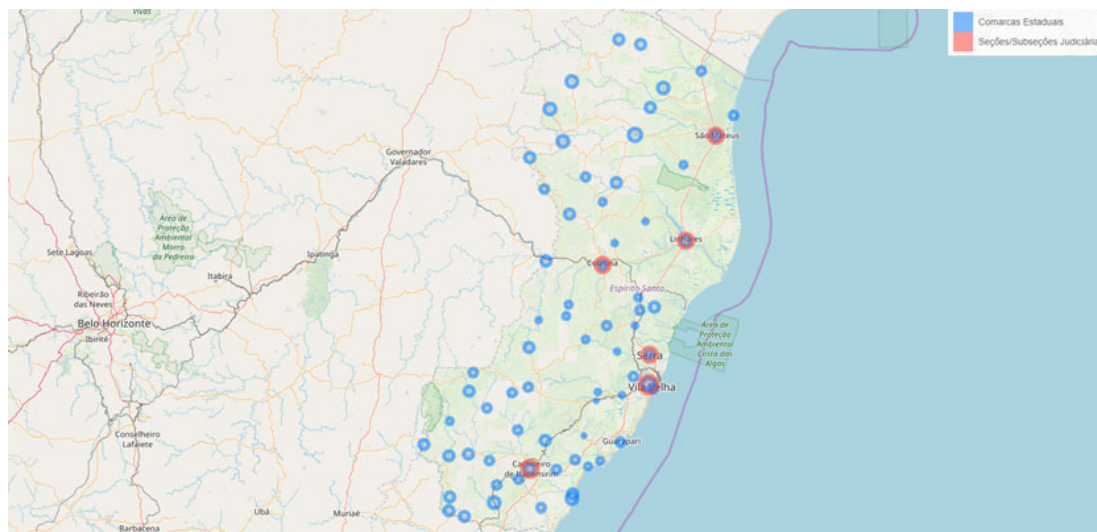 Vivas
Comarcas Estaduais
Seções/Subseções Judiciária
São Mateus
Governador
Valadares
Área de
Proteção
Ambiental
Morro
da Pedreira
Sete Lagoas
Ipatinga
Linhares
Itabira
Colatina
Espírito Santo
Ribeirão
das Neves
Belo Horizonte
Ibirité
Área de
Proteção
Ambiental
Costa das
Algas
Serra
Vila Velha
Conselheiro
Lafaiete
Guarapari
Cachoeiro
de Itapemirim
Ubá
Muriaé
Barbacena